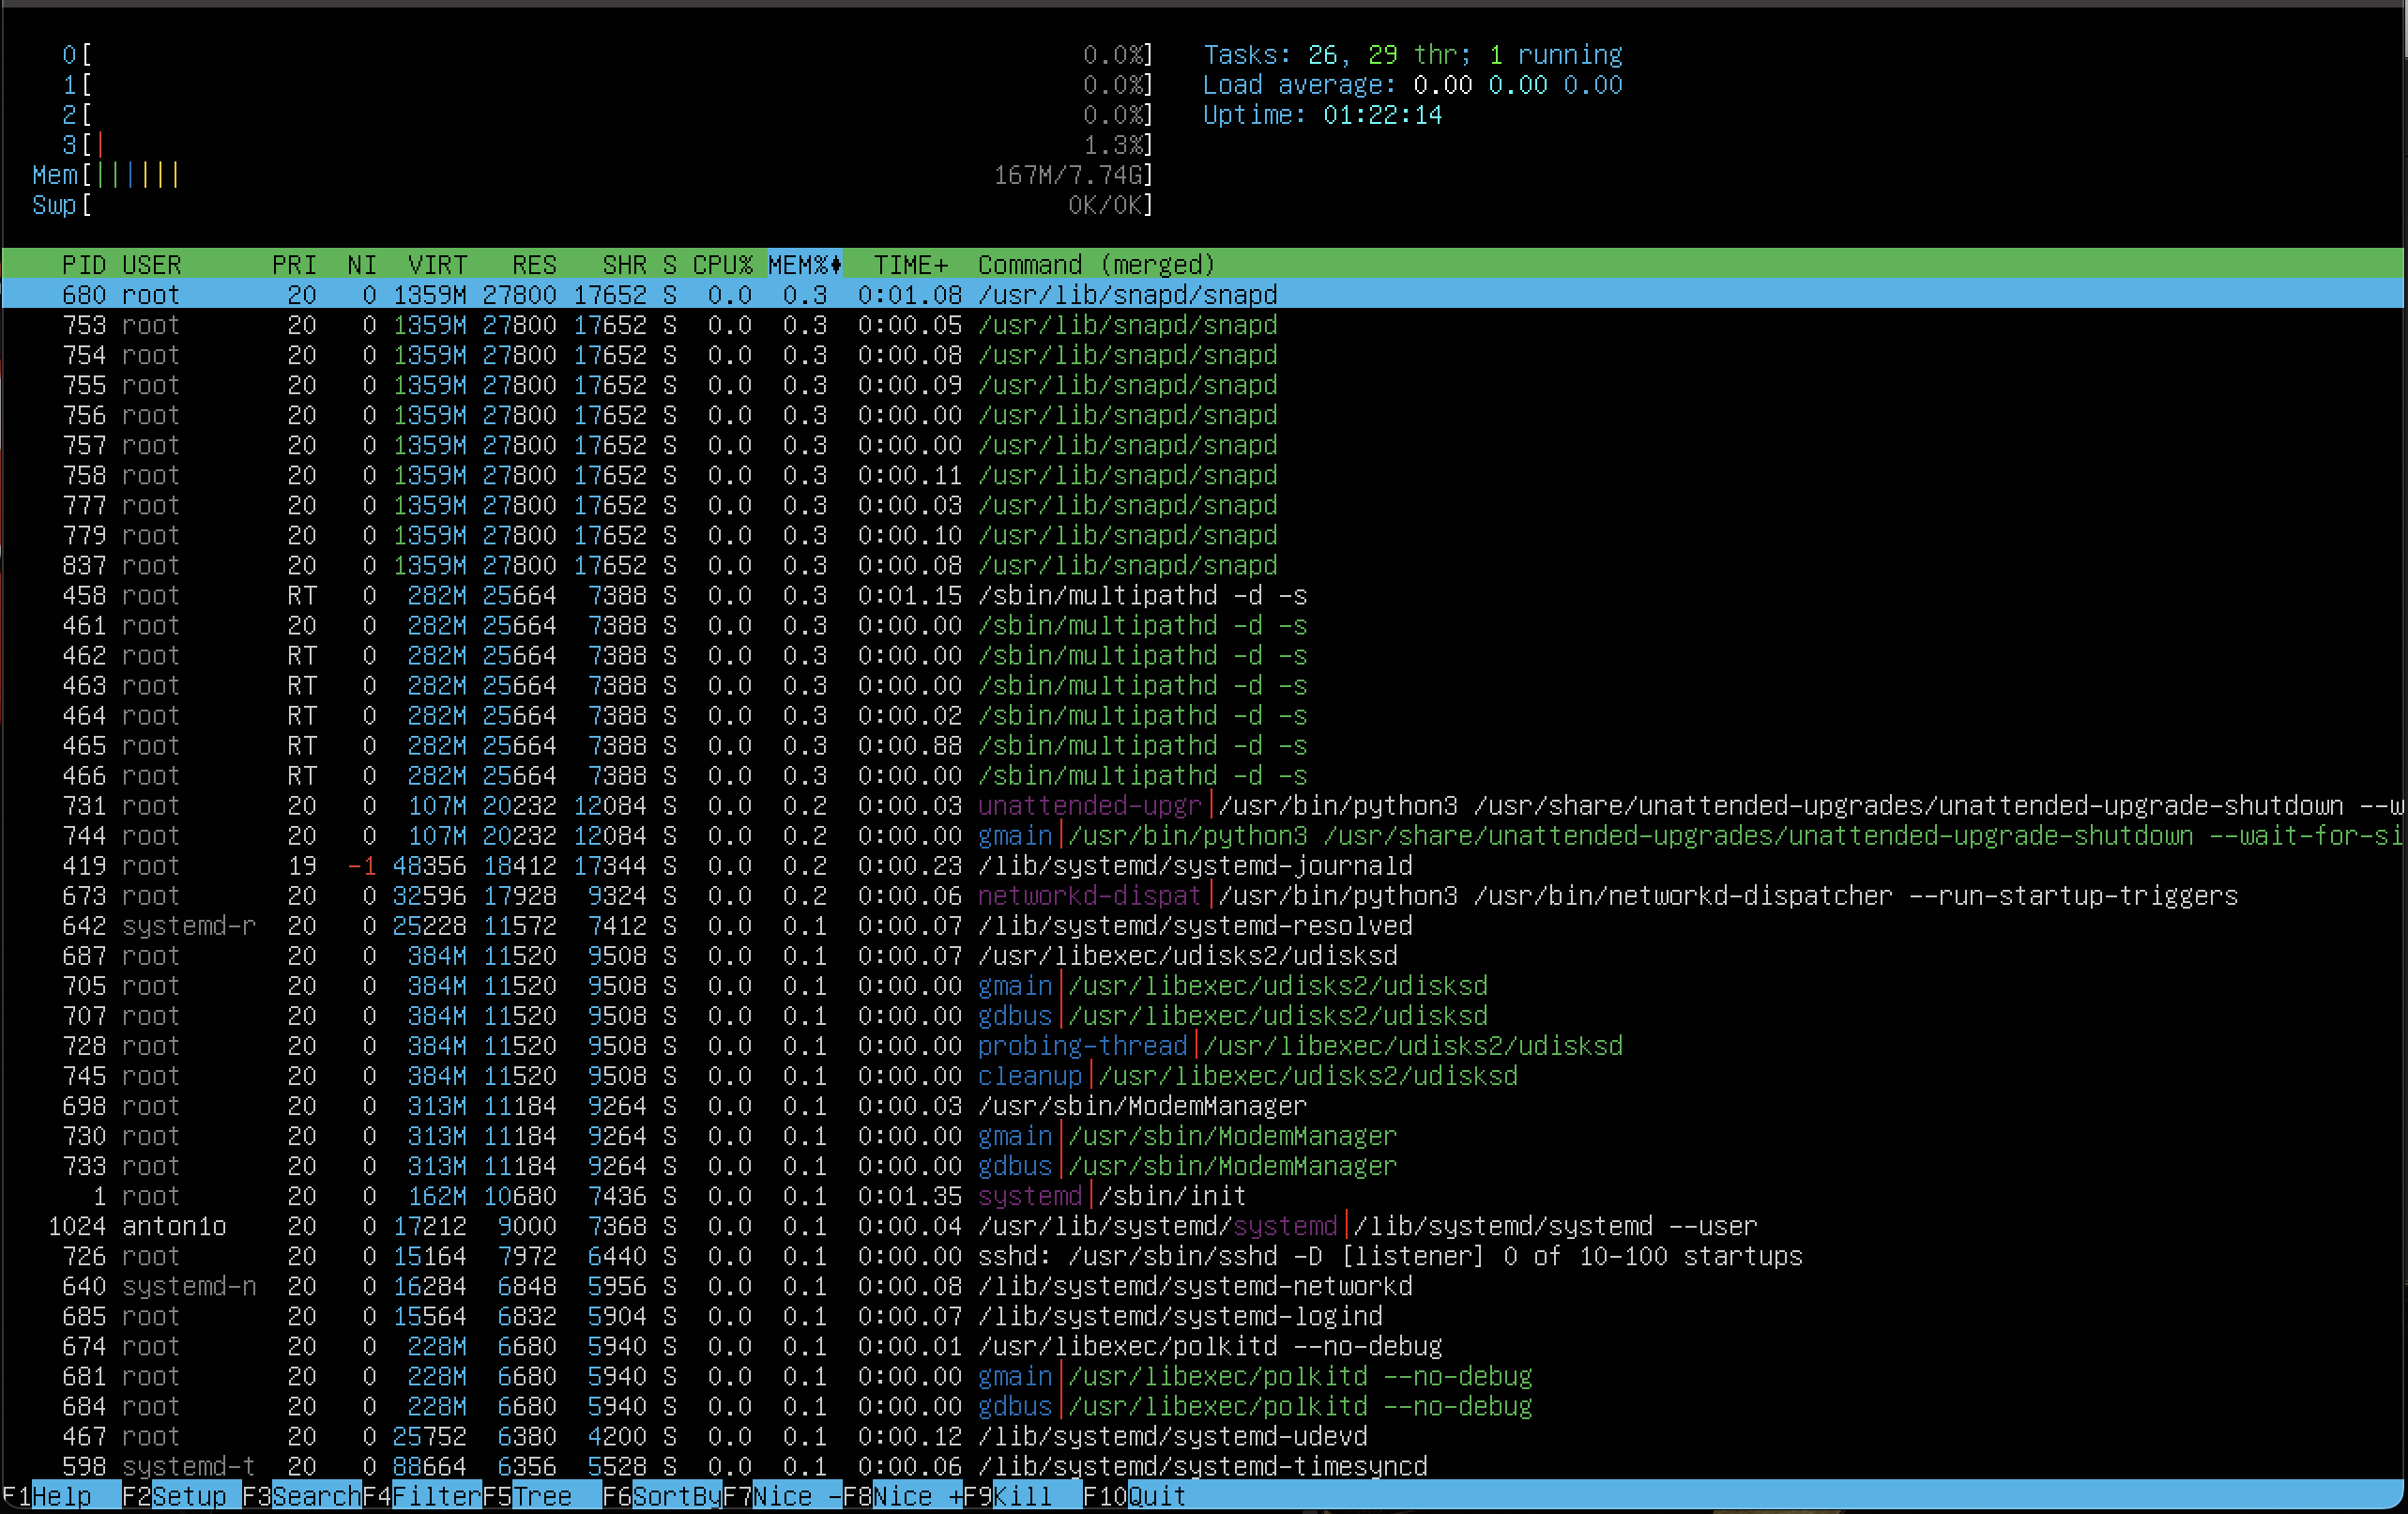 0[ 0.0%] Tasks: 26, 29 thr; 1 running
1[ 0.0%] Load average: 0.00 0.00 0.00
2[ 0.0%] Uptime: 01:22:14
3[| 1.3%]
Mem[|||||| 167M/7.74G]
Swp[ 0K/0K]
PID USER PRI NI VIRT RES SHR S CPU% MEM% TIME+ Command (merged)
680 root 20 0 1359M 27800 17652 S 0.0 0.3 0:01.08 /usr/lib/snapd/snapd
753 root 20 0 1359M 27800 17652 S 0.0 0.3 0:00.05 /usr/lib/snapd/snapd
754 root 20 0 1359M 27800 17652 S 0.0 0.3 0:00.08 /usr/lib/snapd/snapd
755 root 20 0 1359M 27800 17652 S 0.0 0.3 0:00.09 /usr/lib/snapd/snapd
756 root 20 0 1359M 27800 17652 S 0.0 0.3 0:00.00 /usr/lib/snapd/snapd
757 root 20 0 1359M 27800 17652 S 0.0 0.3 0:00.00 /usr/lib/snapd/snapd
758 root 20 0 1359M 27800 17652 S 0.0 0.3 0:00.11 /usr/lib/snapd/snapd
777 root 20 0 1359M 27800 17652 S 0.0 0.3 0:00.03 /usr/lib/snapd/snapd
779 root 20 0 1359M 27800 17652 S 0.0 0.3 0:00.10 /usr/lib/snapd/snapd
837 root 20 0 1359M 27800 17652 S 0.0 0.3 0:00.08 /usr/lib/snapd/snapd
458 root RT 0 282M 25664 7388 S 0.0 0.3 0:01.15 /sbin/multipathd -d -s
461 root 20 0 282M 25664 7388 S 0.0 0.3 0:00.00 /sbin/multipathd -d -s
462 root RT 0 282M 25664 7388 S 0.0 0.3 0:00.00 /sbin/multipathd -d -s
463 root RT 0 282M 25664 7388 S 0.0 0.3 0:00.00 /sbin/multipathd -d -s
464 root RT 0 282M 25664 7388 S 0.0 0.3 0:00.02 /sbin/multipathd -d -s
465 root RT 0 282M 25664 7388 S 0.0 0.3 0:00.88 /sbin/multipathd -d -s
466 root RT 0 282M 25664 7388 S 0.0 0.3 0:00.00 /sbin/multipathd -d -s
731 root 20 0 107M 20232 12084 S 0.0 0.2 0:00.03 unattended-upgr|/usr/bin/python3 /usr/share/unattended-upgrades/unattended-upgrade-shutdown --w
744 root 20 0 107M 20232 12084 S 0.0 0.2 0:00.00 gmain|/usr/bin/python3 /usr/share/unattended-upgrades/unattended-upgrade-shutdown --wait-for-si
419 root 19 -1 48356 18412 17344 S 0.0 0.2 0:00.23 /lib/systemd/systemd-journald
673 root 20 0 32596 17928 9324 S 0.0 0.2 0:00.06 networkd-dispat|/usr/bin/python3 /usr/bin/networkd-dispatcher --run-startup-triggers
642 systemd-r 20 0 25228 11572 7412 S 0.0 0.1 0:00.07 /lib/systemd/systemd-resolved
687 root 20 0 384M 11520 9508 S 0.0 0.1 0:00.07 /usr/libexec/udisks2/udisksd
705 root 20 0 384M 11520 9508 S 0.0 0.1 0:00.00 gmain|/usr/libexec/udisks2/udisksd
707 root 20 0 384M 11520 9508 S 0.0 0.1 0:00.00 gdbus|/usr/libexec/udisks2/udisksd
728 root 20 0 384M 11520 9508 S 0.0 0.1 0:00.00 probing-thread|/usr/libexec/udisks2/udisksd
745 root 20 0 384M 11520 9508 S 0.0 0.1 0:00.00 cleanup|/usr/libexec/udisks2/udisksd
698 root 20 0 313M 11184 9264 S 0.0 0.1 0:00.03 /usr/sbin/ModemManager
730 root 20 0 313M 11184 9264 S 0.0 0.1 0:00.00 gmain|/usr/sbin/ModemManager
733 root 20 0 313M 11184 9264 S 0.0 0.1 0:00.00 gdbus|/usr/sbin/ModemManager
1 root 20 0 162M 10680 7436 S 0.0 0.1 0:01.35 systemd|/sbin/init
1024 anton1o 20 0 17212 9000 7368 S 0.0 0.1 0:00.04 /usr/lib/systemd/systemd|/lib/systemd/systemd --user
726 root 20 0 15164 7972 6440 S 0.0 0.1 0:00.00 sshd: /usr/sbin/sshd -D [listener] 0 of 10-100 startups
640 systemd-n 20 0 16284 6848 5956 S 0.0 0.1 0:00.08 /lib/systemd/systemd-networkd
685 root 20 0 15564 6832 5904 S 0.0 0.1 0:00.07 /lib/systemd/systemd-logind
674 root 20 0 228M 6680 5940 S 0.0 0.1 0:00.01 /usr/libexec/polkitd --no-debug
681 root 20 0 228M 6680 5940 S 0.0 0.1 0:00.00 gmain|/usr/libexec/polkitd --no-debug
684 root 20 0 228M 6680 5940 S 0.0 0.1 0:00.00 gdbus|/usr/libexec/polkitd --no-debug
467 root 20 0 25752 6380 4200 S 0.0 0.1 0:00.12 /lib/systemd/systemd-udevd
598 systemd-t 20 0 88664 6356 5528 S 0.0 0.1 0:00.06 /lib/systemd/systemd-timesyncd
F1Help F2Setup F3SearchF4FilterF5Tree F6SortByF7Nice -F8Nice +F9Kill F10Quit